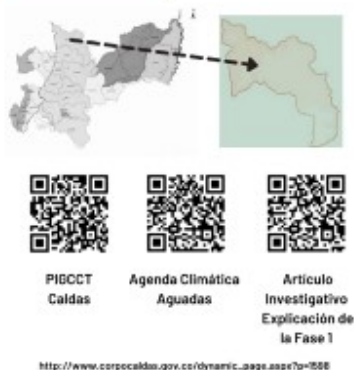 PIGCCT
Caldas
Agenda Climática
Aguadas
Artículo
Investigativo
Explicación de
la Fase 1
http://www.corpocaldas.gov.co/dynamic_page.aspx?p=1598